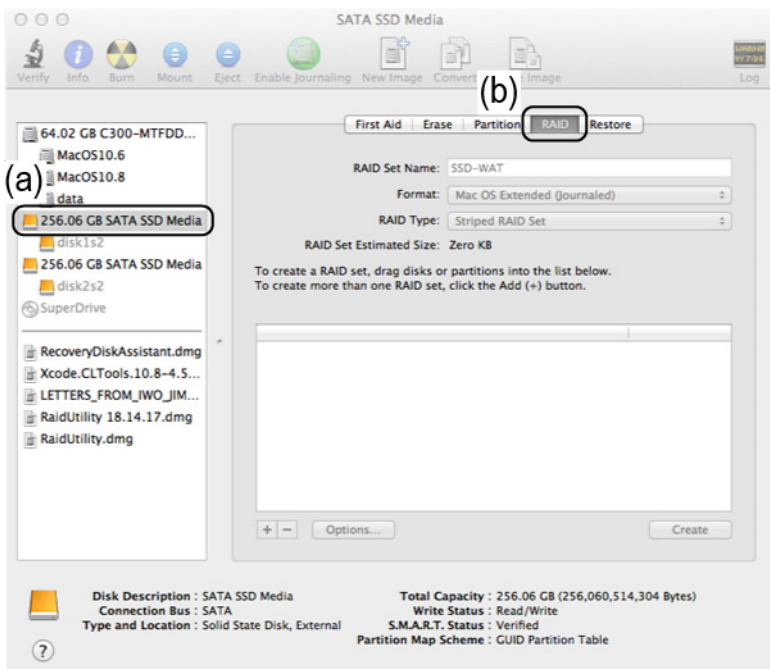 SATA SSD Media
Verify Info Burn Mount Eject Enable Journaling New Image Convert Image Log
(b)
First Aid Erase Partition RAID Restore
64.02 GB C300-MTFDD...
MacOS10.6
(a)
MacOS10.8
data
256.06 GB SATA SSD Media
disk1s2
256.06 GB SATA SSD Media
disk2s2
SuperDrive
RecoveryDiskAssistant.dmg
Xcode.CLTools.10.8-4.5...
LETTERS_FROM_IWO_JIM...
RaidUtility 18.14.17.dmg
RaidUtility.dmg
RAID Set Name: SSD-WAT
Format: Mac OS Extended (Journaled)
RAID Type: Striped RAID Set
RAID Set Estimated Size: Zero KB
To create a RAID set, drag disks or partitions into the list below.
To create more than one RAID set, click the Add (+) button.
+ − Options... Create
Disk Description : SATA SSD Media
Connection Bus : SATA
Type and Location : Solid State Disk, External
Total Capacity : 256.06 GB (256,060,514,304 Bytes)
Write Status : Read/Write
S.M.A.R.T. Status : Verified
Partition Map Scheme : GUID Partition Table
?